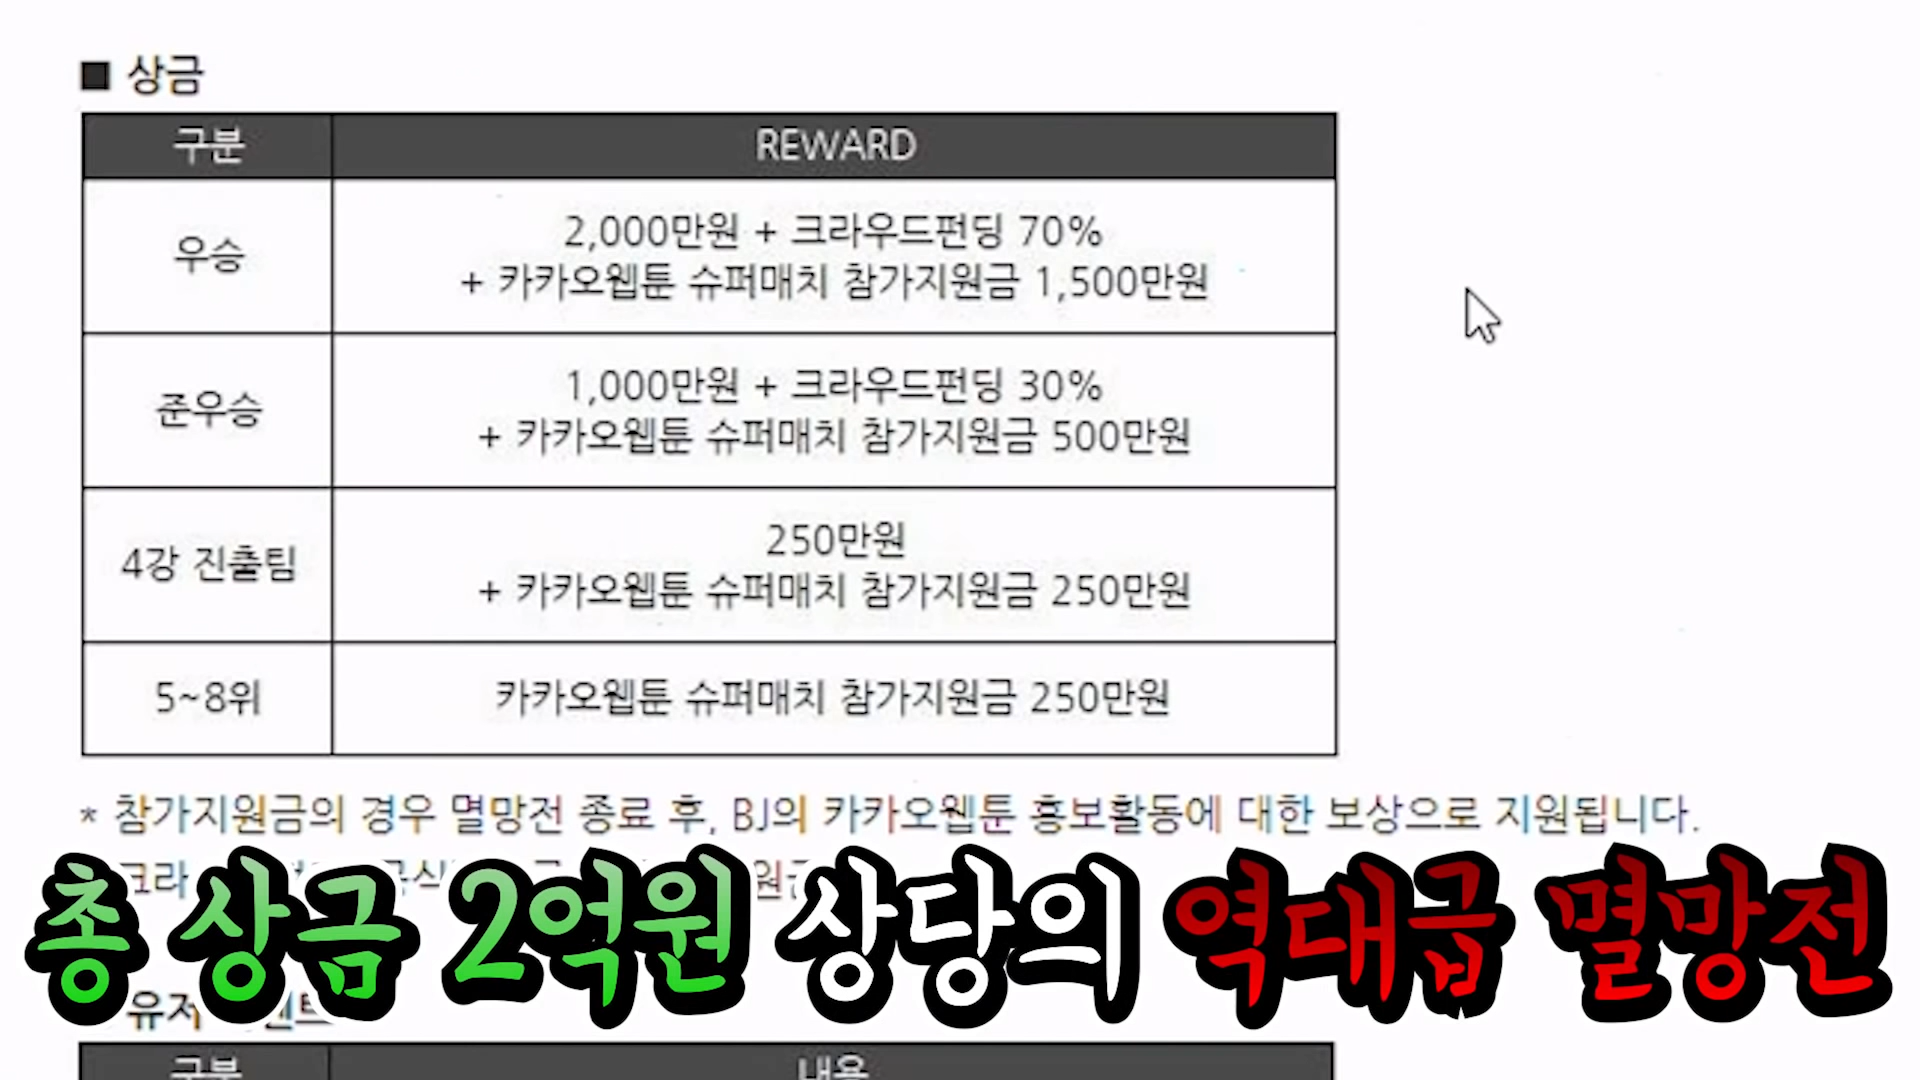 ■ 상금
구분 REWARD
우승
2,000만원 + 크라우드펀딩 70%
+ 카카오웹툰 슈퍼매치 참가지원금 1,500만원
준우승
1,000만원 + 크라우드펀딩 30%
+ 카카오웹툰 슈퍼매치 참가지원금 500만원
4강 진출팀
250만원
+ 카카오웹툰 슈퍼매치 참가지원금 250만원
5~8위 카카오웹툰 슈퍼매치 참가지원금 250만원
* 참가지원금의 경우 멸망전 종료 후, BJ의 카카오웹툰 홍보활동에 대한 보상으로 지원됩니다.
총 상금 2억원 상당의 역대급 멸망전
구분 내용